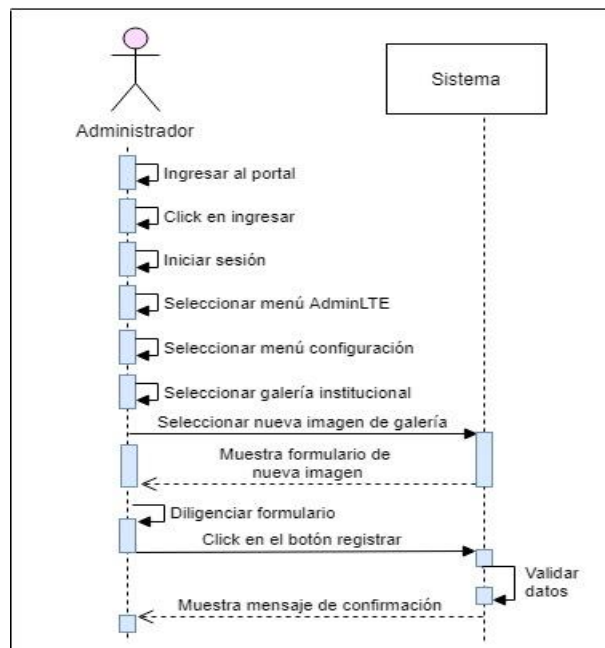 Sistema
Administrador
Ingresar al portal
Click en ingresar
Iniciar sesión
Seleccionar menú AdminLTE
Seleccionar menú configuración
Seleccionar galería institucional
Seleccionar nueva imagen de galería
Muestra formulario de
nueva imagen
Diligenciar formulario
Click en el botón registrar
Validar
datos
Muestra mensaje de confirmación